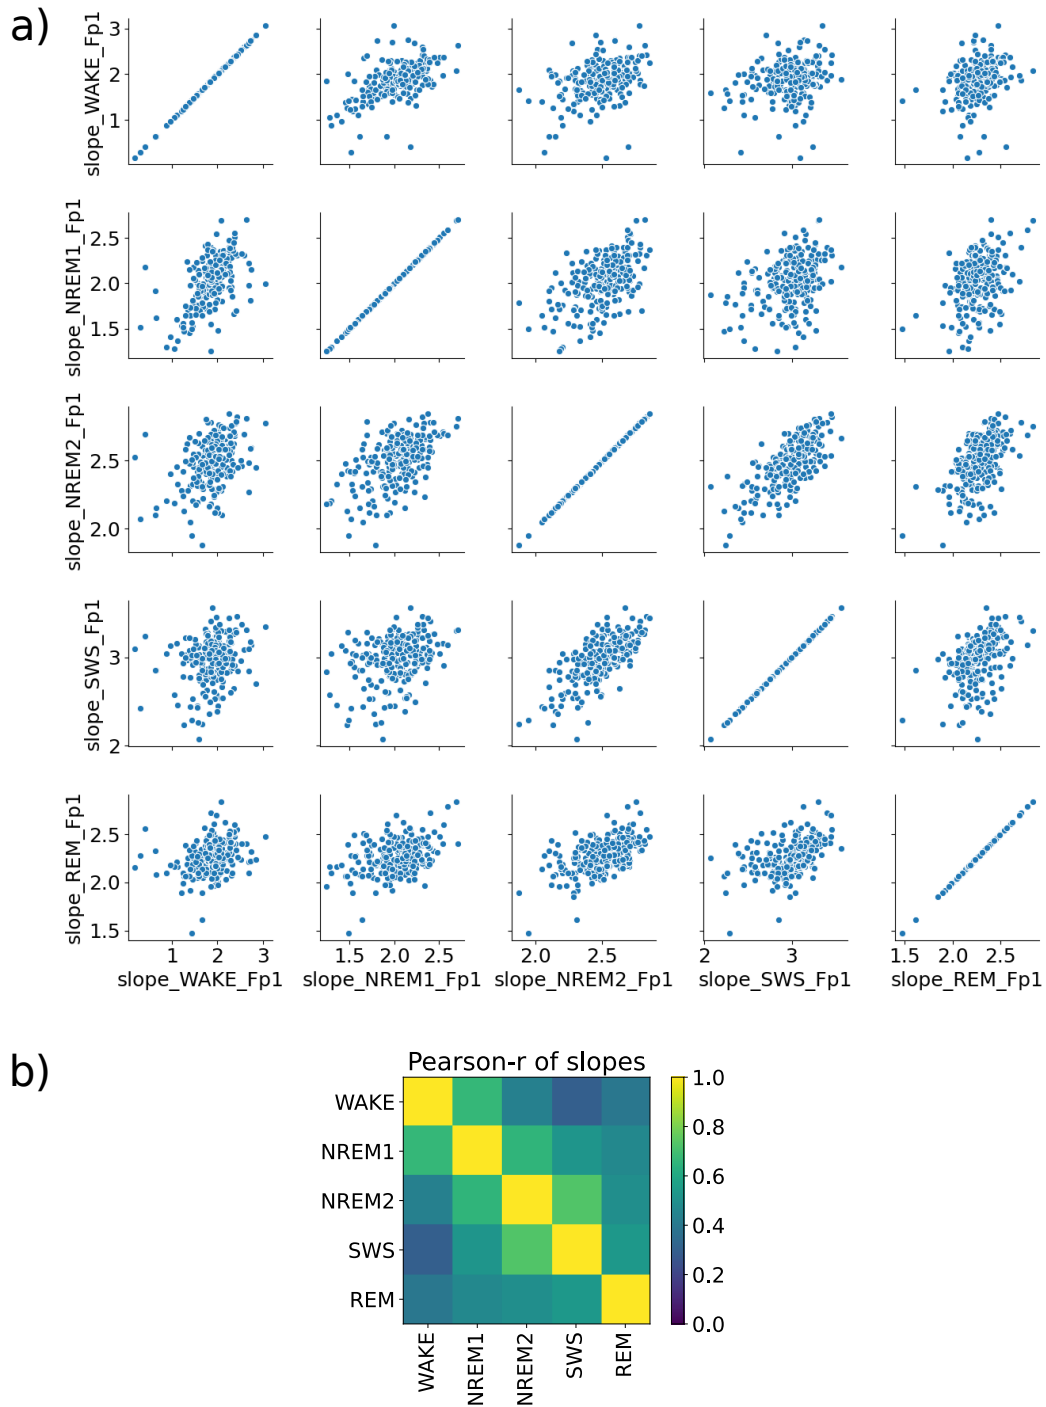 a)
slope_WAKE_Fp1
3
2
1
slope_NREM1_Fp1
2.5
2.0
1.5
slope_NREM2_Fp1
2.5
2.0
slope_SWS_Fp1
3
2
slope_REM_Fp1
2.5
2.0
1.5
1 2 3 1.5 2.0 2.5 2.0 2.5 2 3 1.5 2.0 2.5
slope_WAKE_Fp1 slope_NREM1_Fp1 slope_NREM2_Fp1 slope_SWS_Fp1 slope_REM_Fp1
b)
Pearson-r of slopes
WAKE
NREM1
NREM2
SWS
REM
WAKE NREM1 NREM2 SWS REM
1.0
0.8
0.6
0.4
0.2
0.0